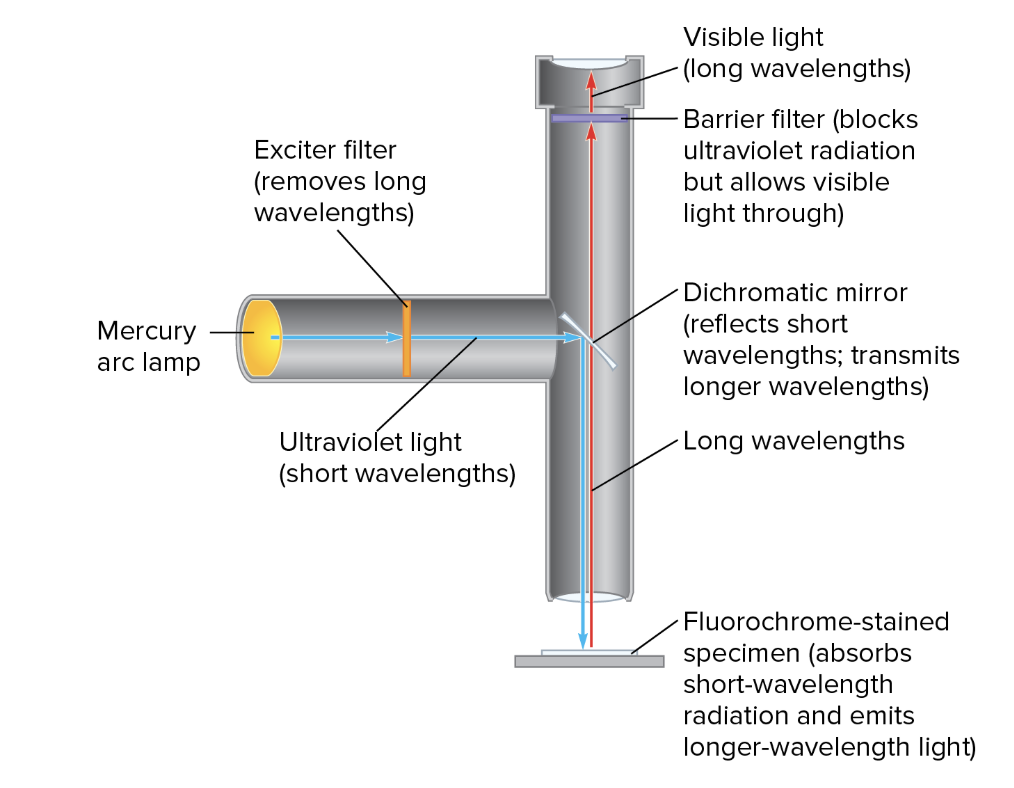 Visible light
(long wavelengths)
Barrier filter (blocks
ultraviolet radiation
but allows visible
light through)
Exciter filter
(removes long
wavelengths)
Dichromatic mirror
(reflects short
wavelengths; transmits
longer wavelengths)
Mercury
arc lamp
Ultraviolet light
(short wavelengths)
Long wavelengths
Fluorochrome-stained
specimen (absorbs
short-wavelength
radiation and emits
longer-wavelength light)